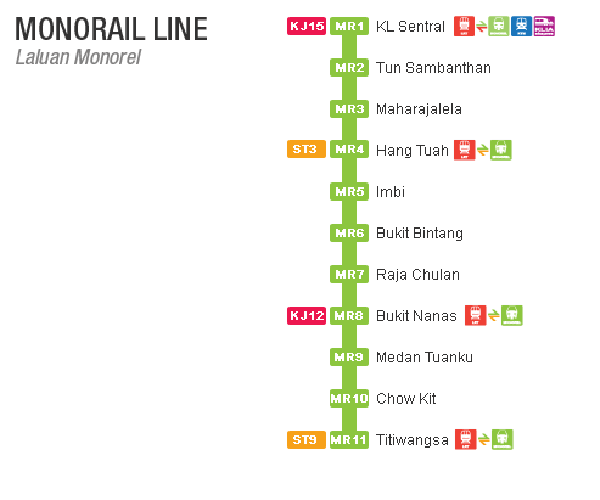 MONORAIL LINE
Laluan Monorel
KJ15 MR1 KL Sentral
MR2 Tun Sambanthan
MR3 Maharajalela
ST3 MR4 Hang Tuah
MR5 Imbi
MR6 Bukit Bintang
MR7 Raja Chulan
KJ12 MR8 Bukit Nanas
MR9 Medan Tuanku
MR10 Chow Kit
ST9 MR11 Titiwangsa